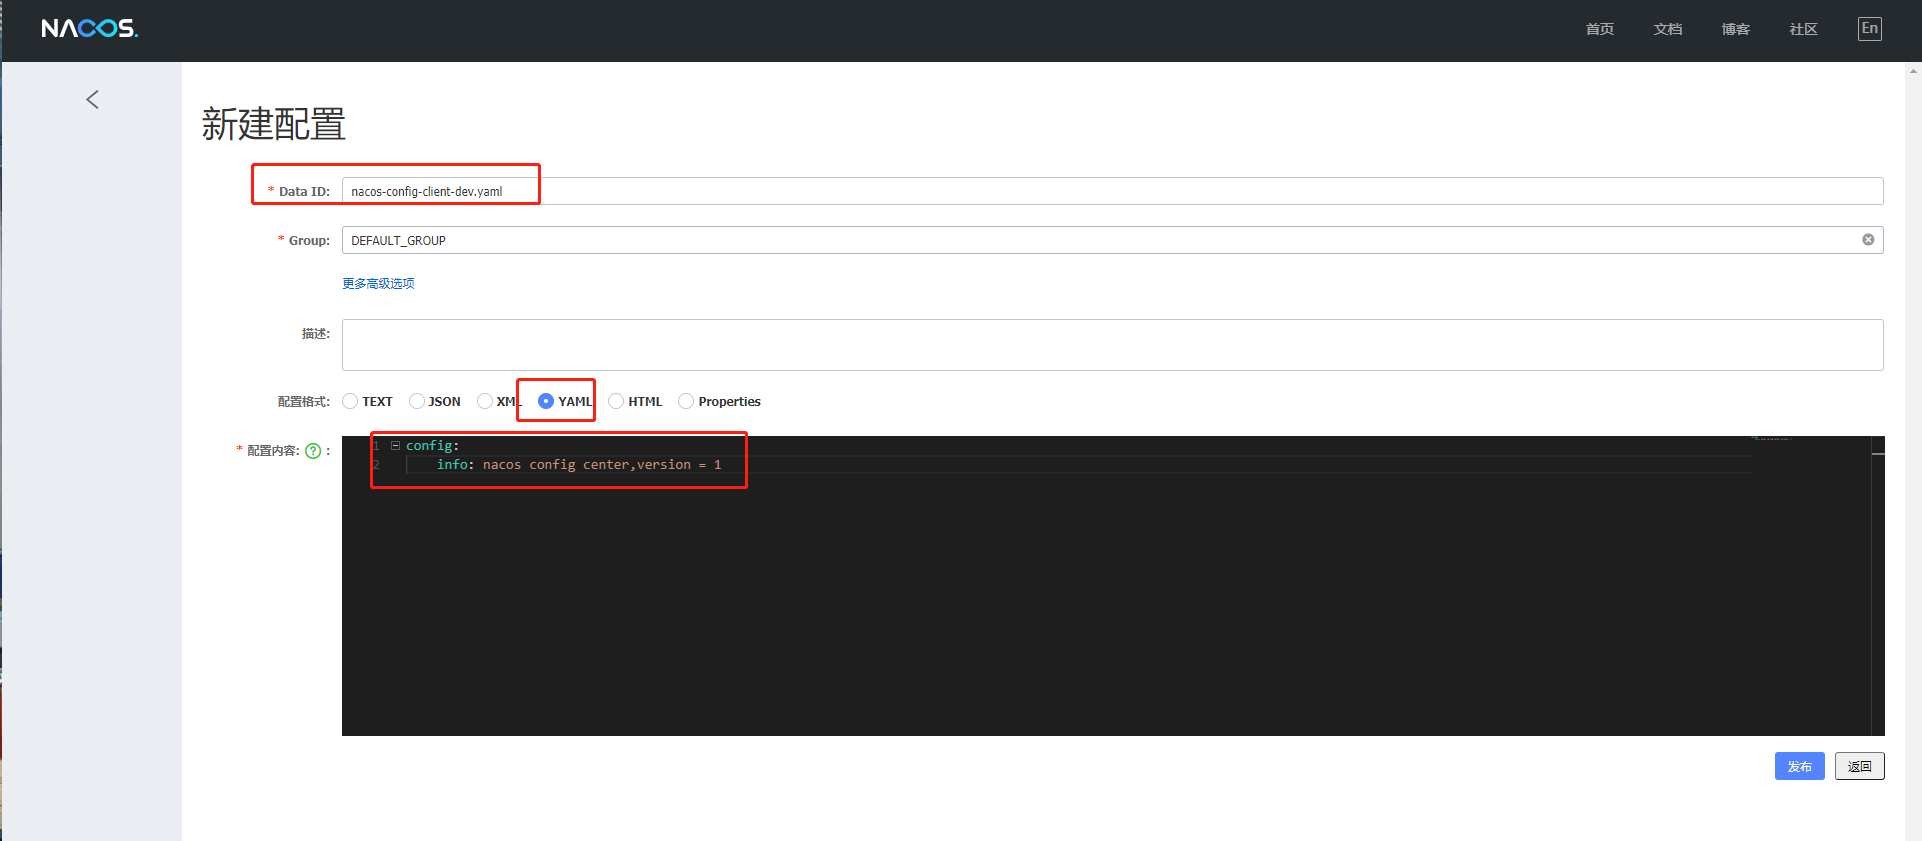 NACOS.
首页 文档 博客 社区 En
新建配置
* Data ID: nacos-config-client-dev.yaml
* Group: DEFAULT_GROUP
更多高级选项
描述:
配置格式: TEXT JSON XML YAML HTML Properties
* 配置内容: ? :
1 config:
2 info: nacos config center,version = 1
发布 返回